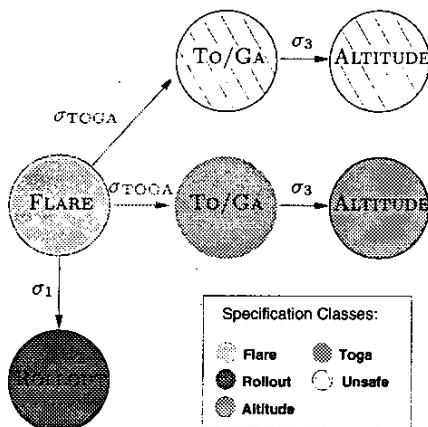 TO/GA
σ3
ALTITUDE
σTOGA
FLARE
σTOGA
TO/GA
σ3
ALTITUDE
σ1
ROLLOUT
Specification Classes:
Flare
Toga
Rollout
Unsafe
Altitude